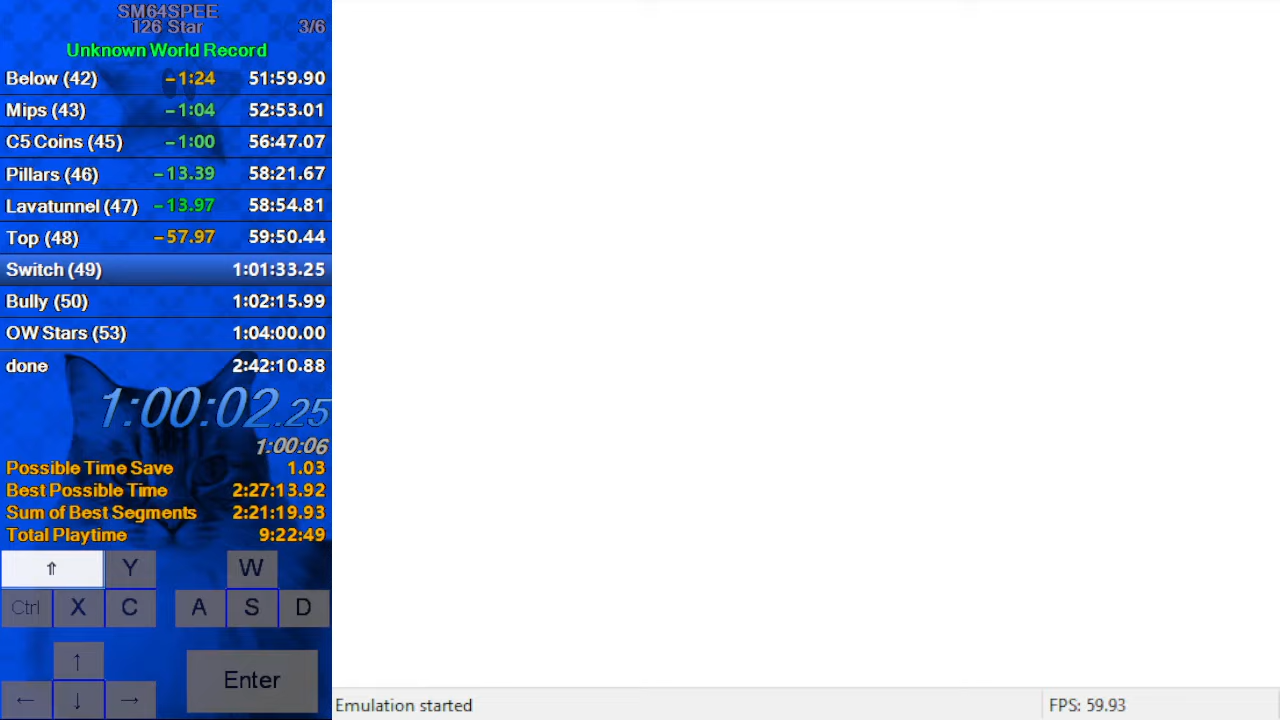 SM64SPEE
126 Star 3/6
Unknown World Record
Below (42) -1:24 51:59.90
Mips (43) -1:04 52:53.01
C5 Coins (45) -1:00 56:47.07
Pillars (46) -13.39 58:21.67
Lavatunnel (47) -13.97 58:54.81
Top (48) -57.97 59:50.44
Switch (49) 1:01:33.25
Bully (50) 1:02:15.99
OW Stars (53) 1:04:00.00
done 2:42:10.88
1:00:02.25
1:00:06
Possible Time Save 1.03
Best Possible Time 2:27:13.92
Sum of Best Segments 2:21:19.93
Total Playtime 9:22:49
⇑ Y W
Ctrl X C A S D
↑
Enter
← ↓ →
Emulation started FPS: 59.93